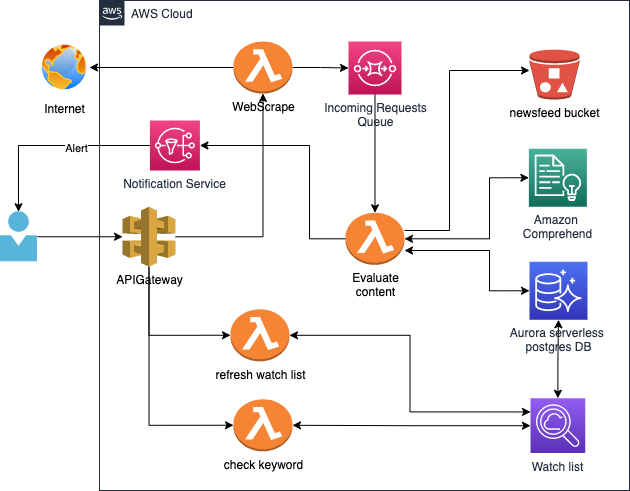 aws
AWS Cloud
Internet
WebScrape
Incoming Requests
Queue
newsfeed bucket
Alert
Notification Service
Amazon
Comprehend
APIGateway
Evaluate
content
Aurora serverless
postgres DB
refresh watch list
check keyword
Watch list